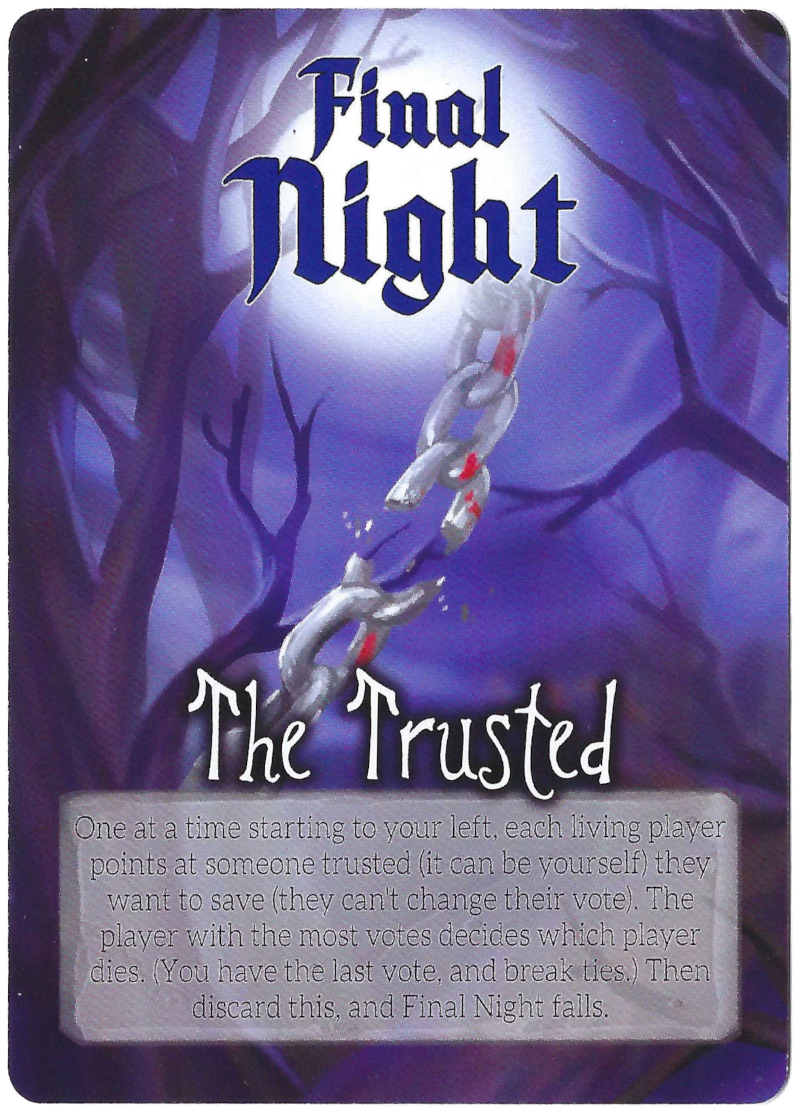 Final
Night
The Trusted
One at a time starting to your left, each living player
points at someone trusted (it can be yourself) they
want to save (they can't change their vote). The
player with the most votes decides which player
dies. (You have the last vote, and break ties.) Then
discard this, and Final Night falls.